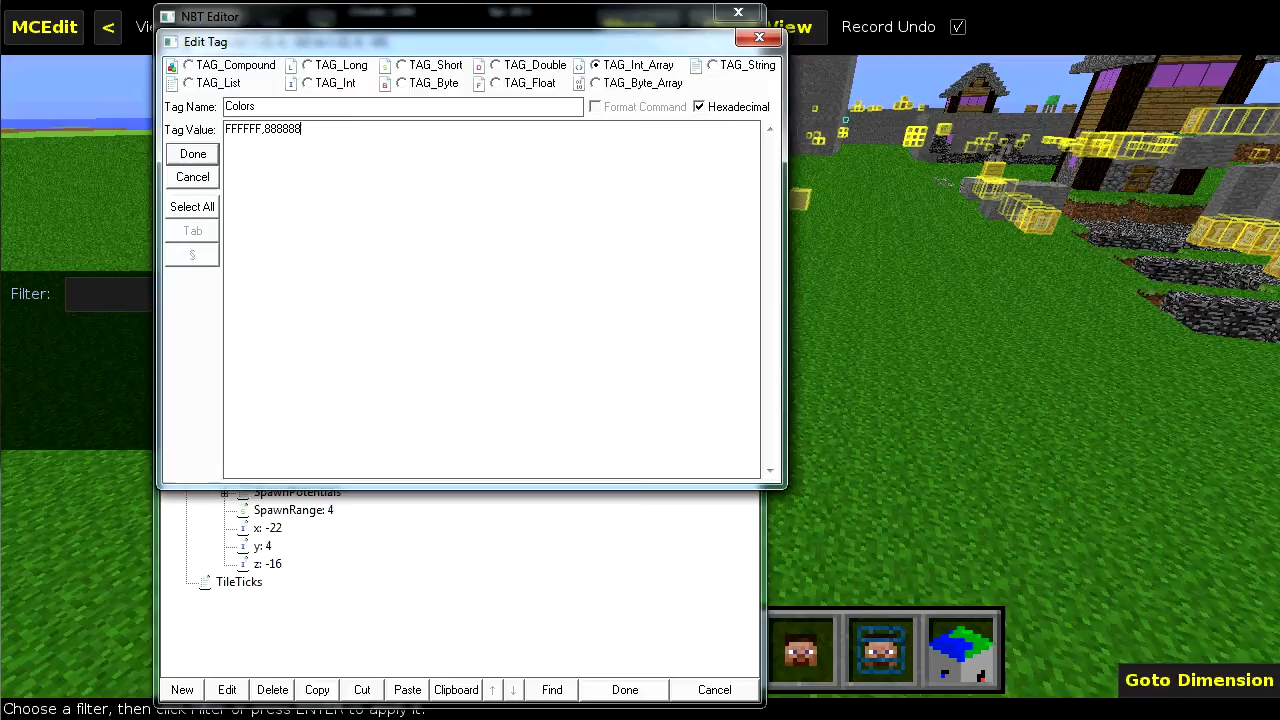 MCEdit
<
NBT Editor
View
Record Undo
Edit Tag
TAG_Compound
TAG_Long
TAG_Short
TAG_Double
TAG_Int_Array
TAG_String
TAG_List
TAG_Int
TAG_Byte
TAG_Float
TAG_Byte_Array
Tag Name:
Colors
Format Command
Hexadecimal
Tag Value:
FFFFFF,888888
Done
Cancel
Select All
Tab
§
Filter:
SpawnPotentials
SpawnRange: 4
x: -22
y: 4
z: -16
TileTicks
New
Delete
Copy
Cut
Paste
Clipboard
↑
↓
Find
Done
Cancel
Goto Dimension
Choose a filter, then click Filter or press ENTER to apply it.